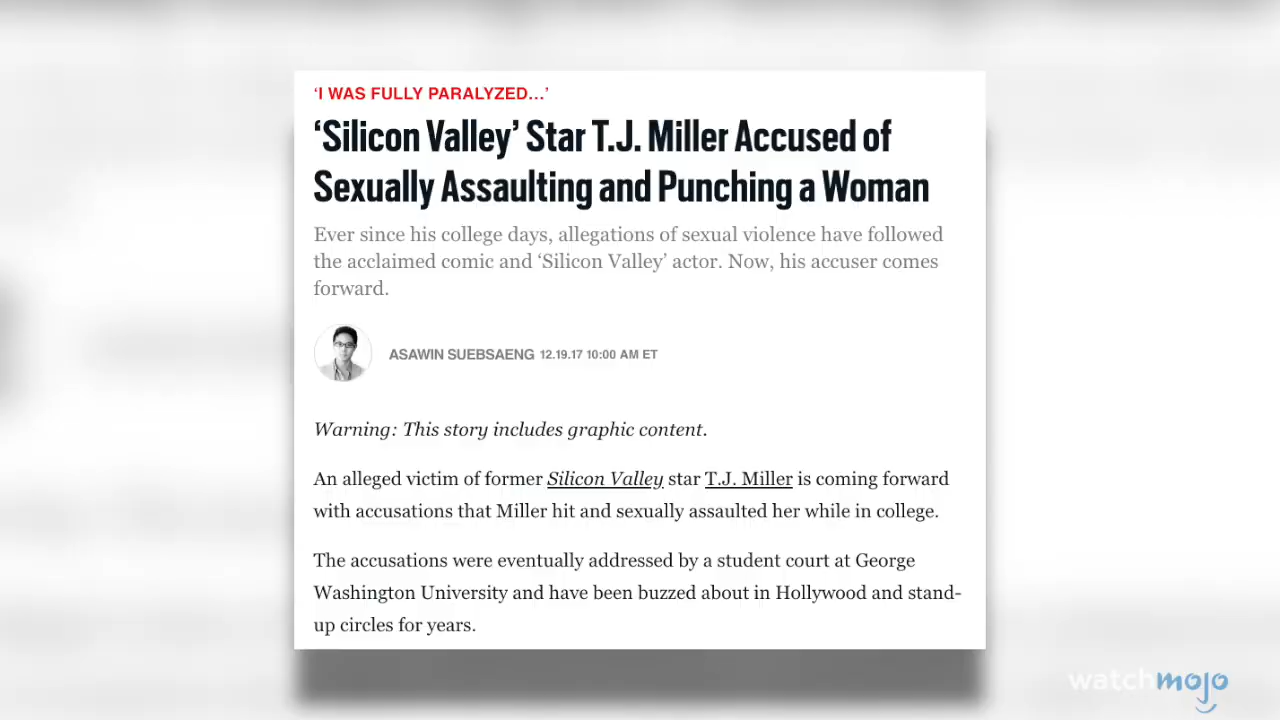 ‘I WAS FULLY PARALYZED...’
‘Silicon Valley’ Star T.J. Miller Accused of
Sexually Assaulting and Punching a Woman
Ever since his college days, allegations of sexual violence have followed
the acclaimed comic and ‘Silicon Valley’ actor. Now, his accuser comes
forward.
ASAWIN SUEBSAENG 12.19.17 10:00 AM ET
Warning: This story includes graphic content.
An alleged victim of former Silicon Valley star T.J. Miller is coming forward
with accusations that Miller hit and sexually assaulted her while in college.
The accusations were eventually addressed by a student court at George
Washington University and have been buzzed about in Hollywood and stand-
up circles for years.
watchmojo